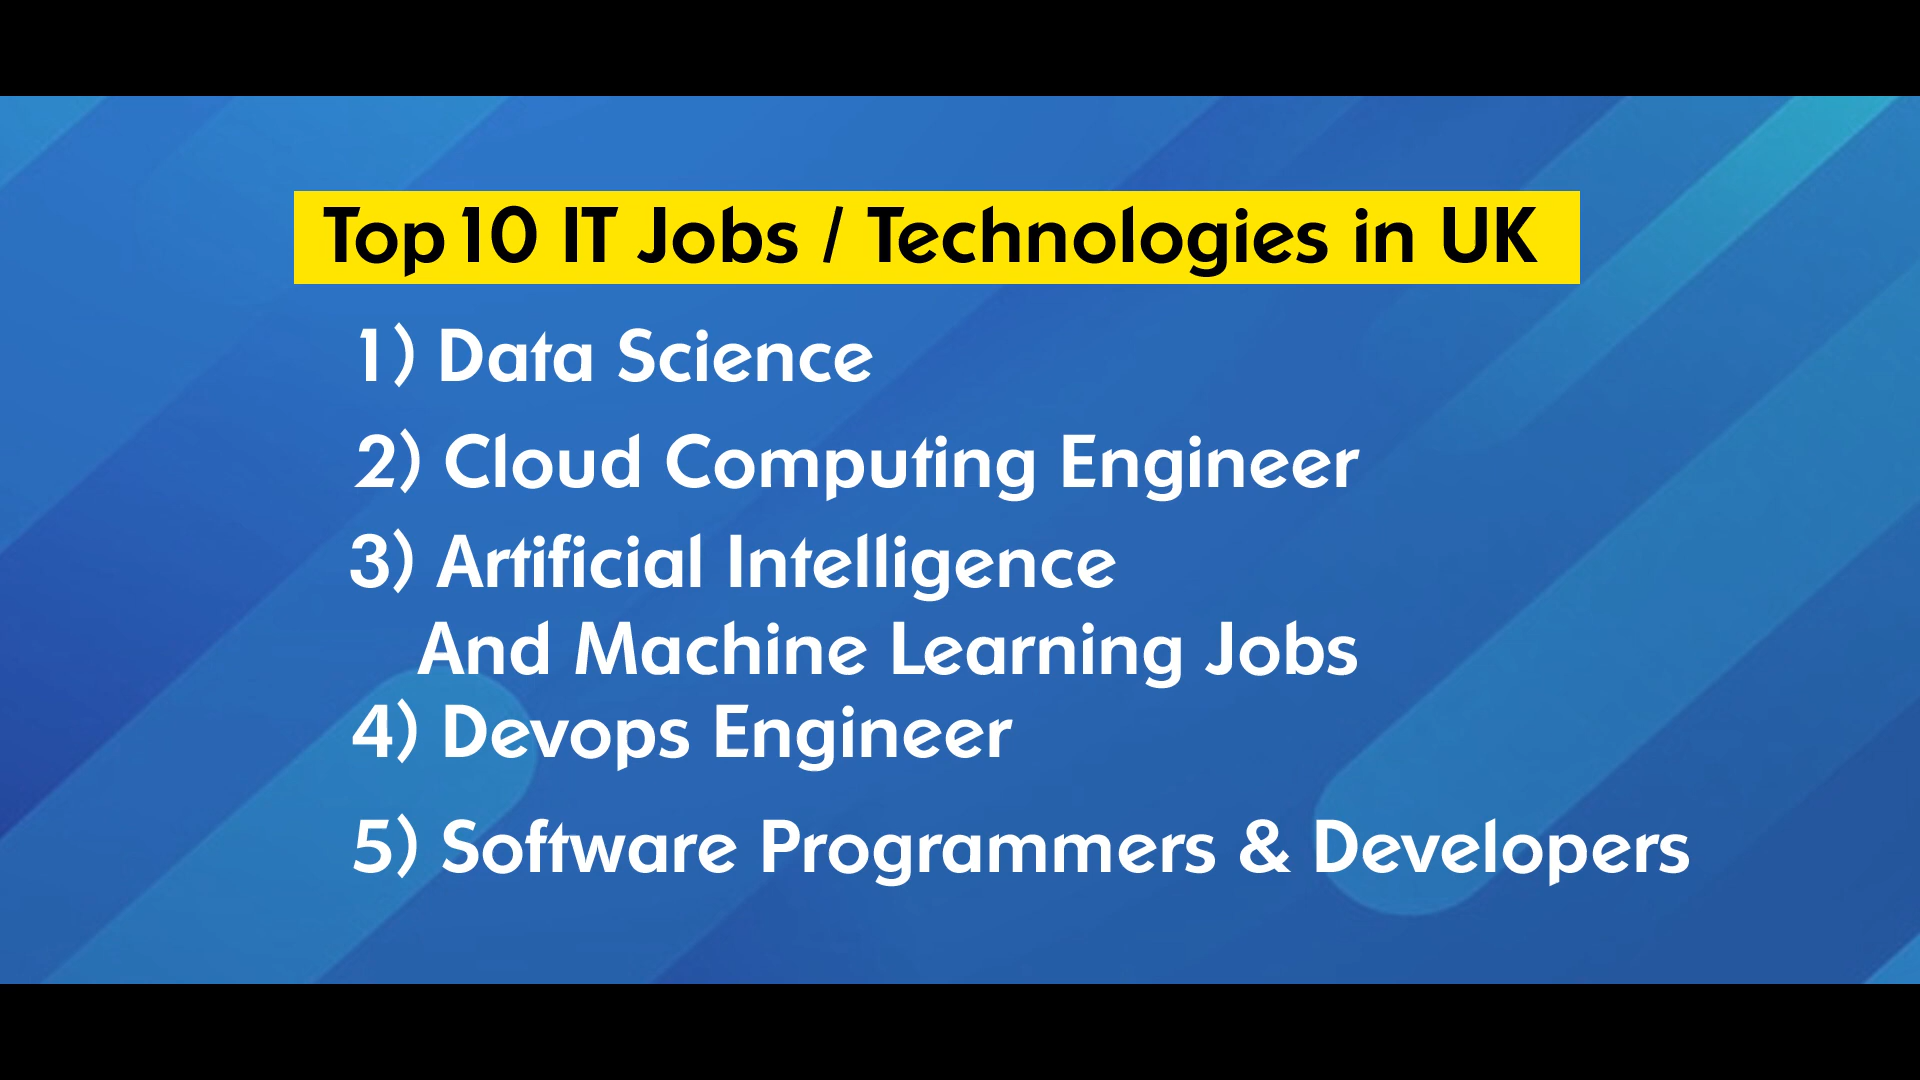 Top 10 IT Jobs / Technologies in UK
1) Data Science
2) Cloud Computing Engineer
3) Artificial Intelligence
And Machine Learning Jobs
4) Devops Engineer
5) Software Programmers & Developers